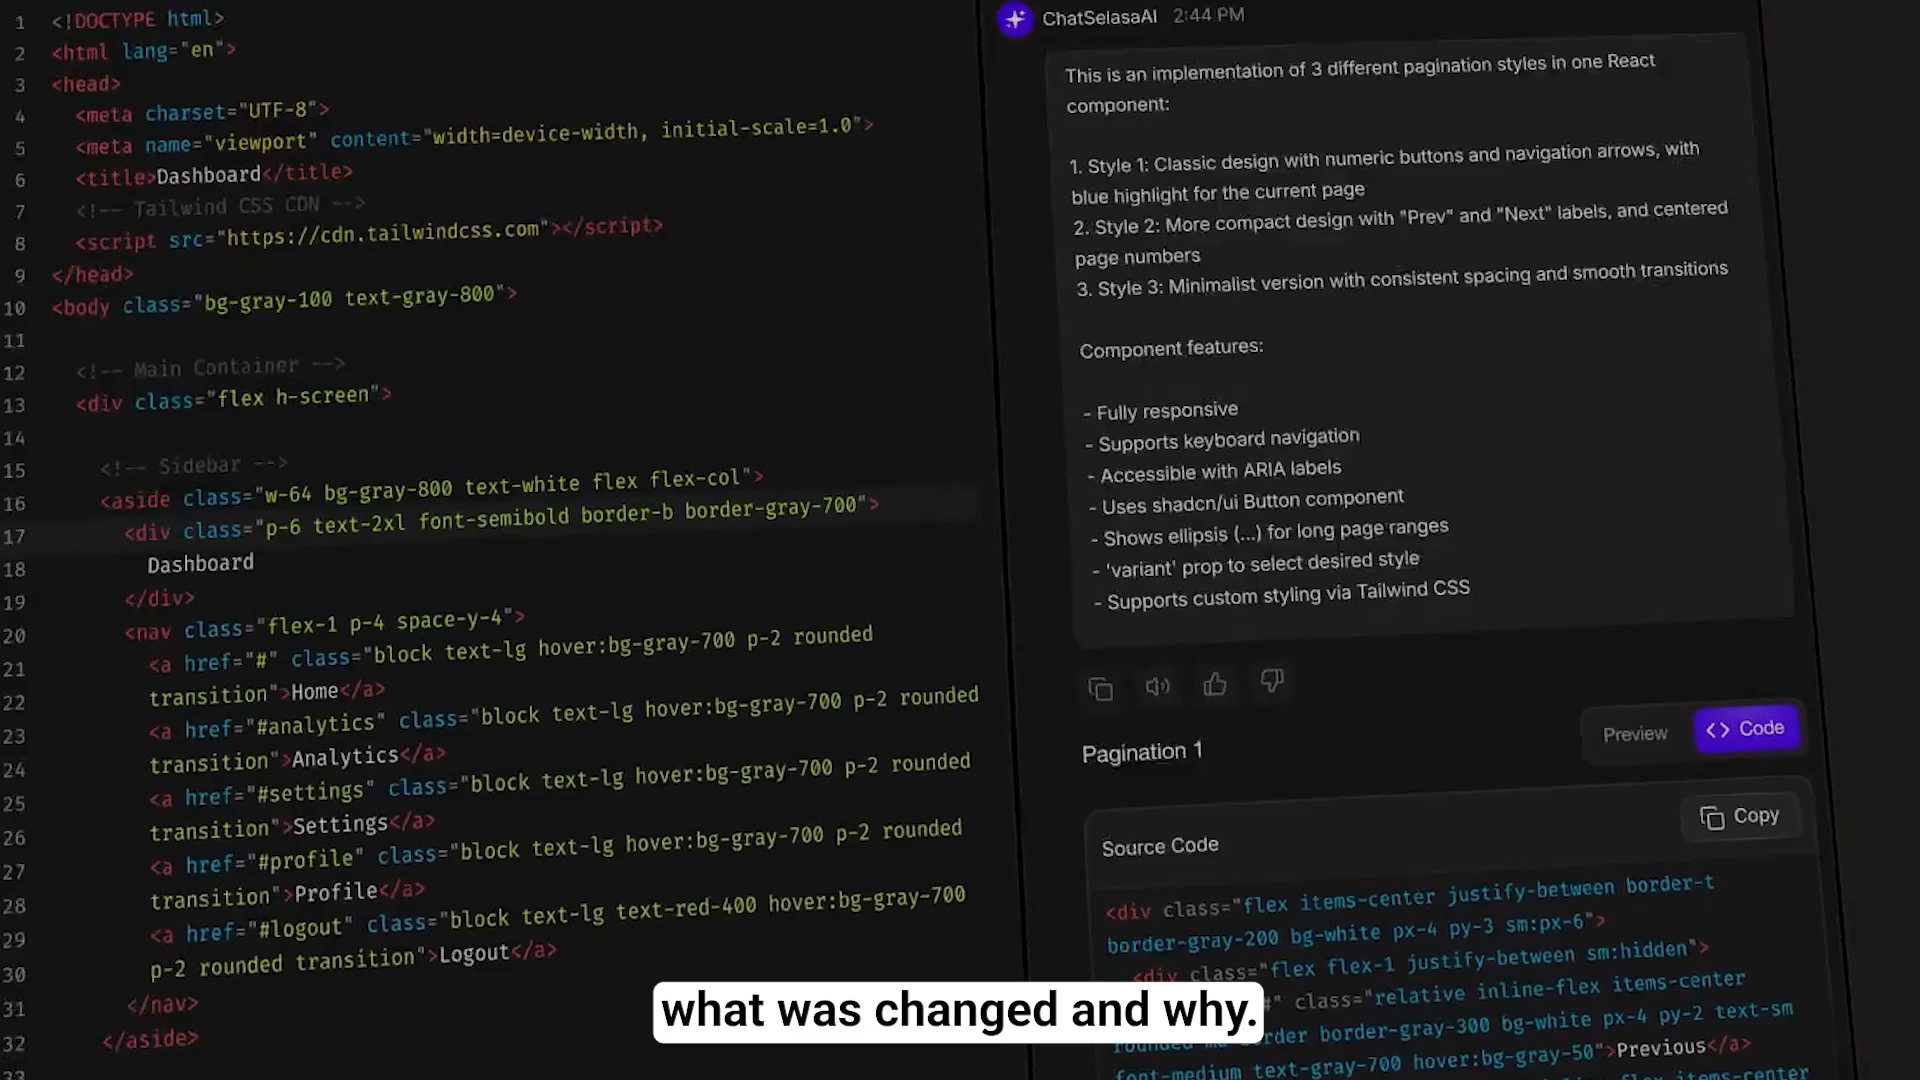 1 <!DOCTYPE html>
2 <html lang="en">
3 <head>
4 <meta charset="UTF-8">
5 <meta name="viewport" content="width=device-width, initial-scale=1.0">
6 <title>Dashboard</title>
7 <!-- Tailwind CSS CDN -->
8 <script src="https://cdn.tailwindcss.com"></script>
9 </head>
10 <body class="bg-gray-100 text-gray-800">
11
12 <!-- Main Container -->
13 <div class="flex h-screen">
14
15 <!-- Sidebar -->
16 <aside class="w-64 bg-gray-800 text-white flex flex-col">
17 <div class="p-6 text-2xl font-semibold border-b border-gray-700">
18 Dashboard
19 </div>
20 <nav class="flex-1 p-4 space-y-4">
21 <a href="#" class="block text-lg hover:bg-gray-700 p-2 rounded
22 transition">Home</a>
23 <a href="#analytics" class="block text-lg hover:bg-gray-700 p-2 rounded
24 transition">Analytics</a>
25 <a href="#settings" class="block text-lg hover:bg-gray-700 p-2 rounded
26 transition">Settings</a>
27 <a href="#profile" class="block text-lg hover:bg-gray-700 p-2 rounded
28 transition">Profile</a>
29 <a href="#logout" class="block text-lg text-red-400 hover:bg-gray-700
30 p-2 rounded transition">Logout</a>
31 </nav>
32 </aside>
33
ChatSelasaAI 2:44 PM
This is an implementation of 3 different pagination styles in one React
component:
1. Style 1: Classic design with numeric buttons and navigation arrows, with
blue highlight for the current page
2. Style 2: More compact design with "Prev" and "Next" labels, and centered
page numbers
3. Style 3: Minimalist version with consistent spacing and smooth transitions
Component features:
- Fully responsive
- Supports keyboard navigation
- Accessible with ARIA labels
- Uses shadcn/ui Button component
- Shows ellipsis (...) for long page ranges
- 'variant' prop to select desired style
- Supports custom styling via Tailwind CSS
Pagination 1
Preview <> Code
Source Code
Copy
<div class="flex items-center justify-between border-t
border-gray-200 bg-white px-4 py-3 sm:px-6">
<div class="flex flex-1 justify-between sm:hidden">
#" class="relative inline-flex items-center
border border-gray-300 bg-white px-4 py-2 text-sm
font-medium text-gray-700 hover:bg-gray-50">Previous</a>
flex items-center
what was changed and why.